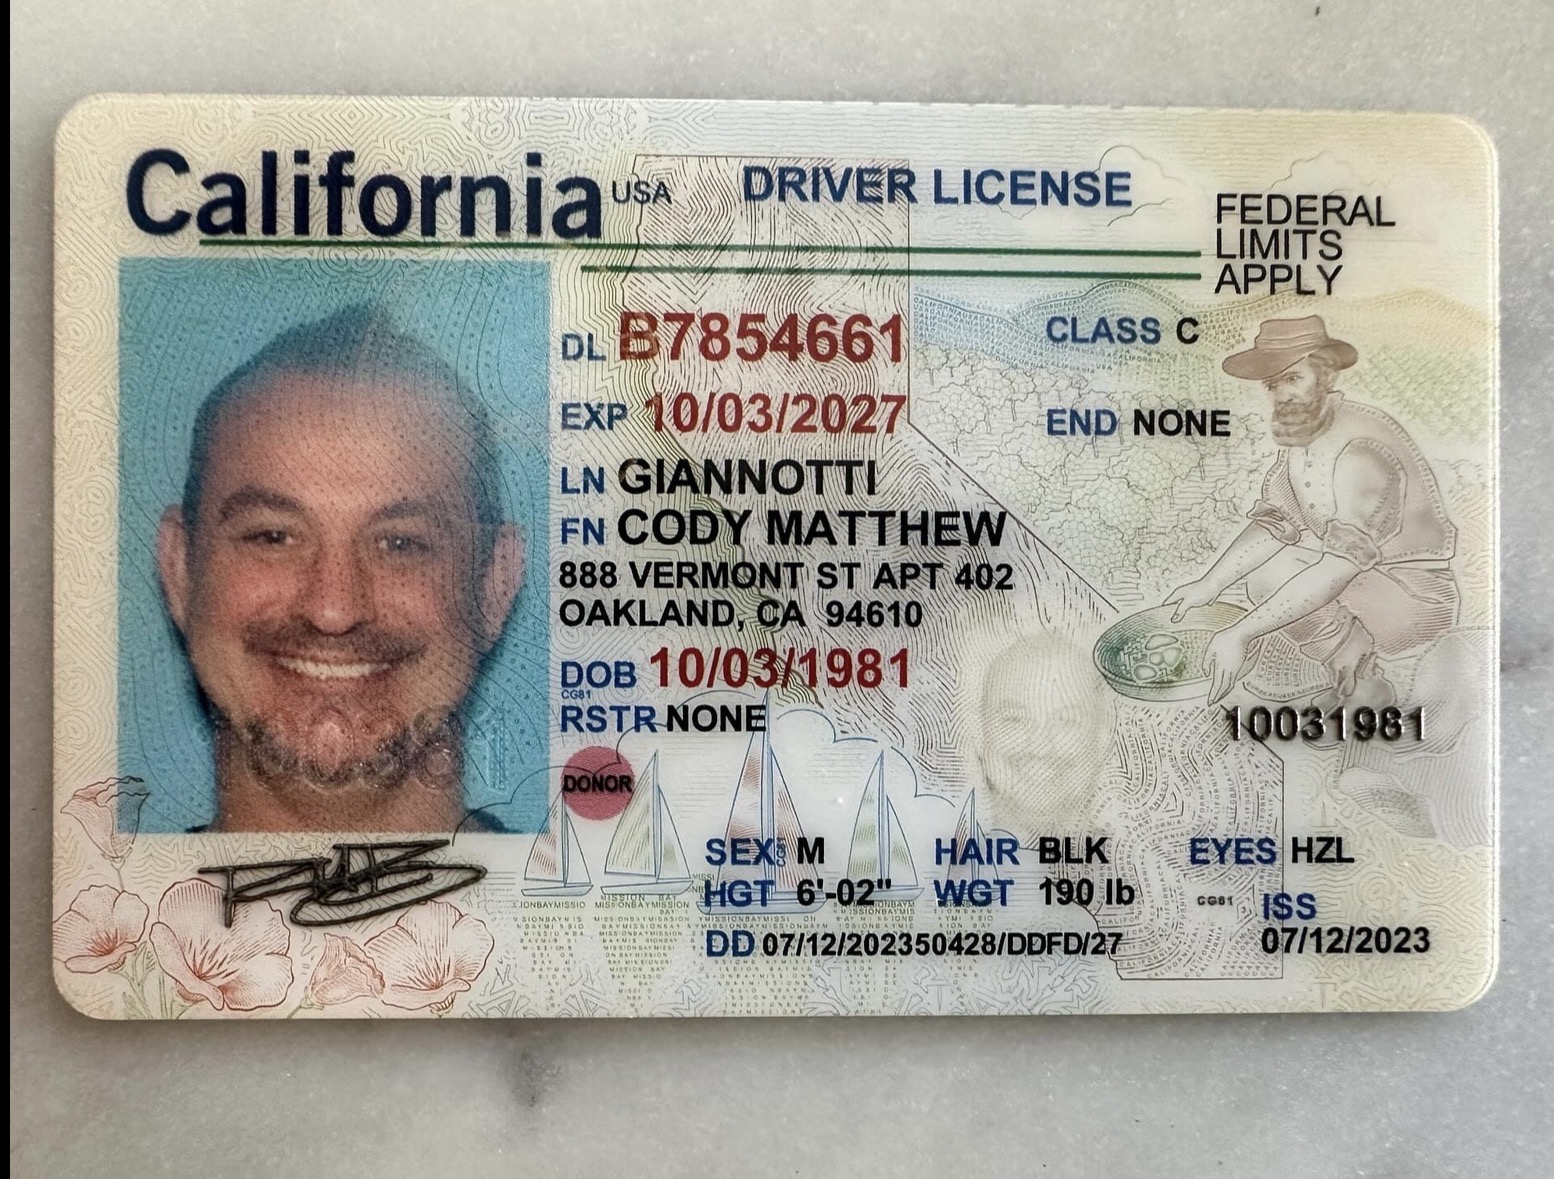 California USA DRIVER LICENSE
FEDERAL
LIMITS
APPLY
DL B7854661
CLASS C
EXP 10/03/2027
END NONE
LN GIANNOTTI
FN CODY MATTHEW
888 VERMONT ST APT 402
OAKLAND, CA 94610
DOB 10/03/1981
CG81
RSTR NONE
10031981
DONOR
SEX M HAIR BLK EYES HZL
HGT 6'-02" WGT 190 lb
CG81
ISS
07/12/2023
DD 07/12/202350428/DDFD/27